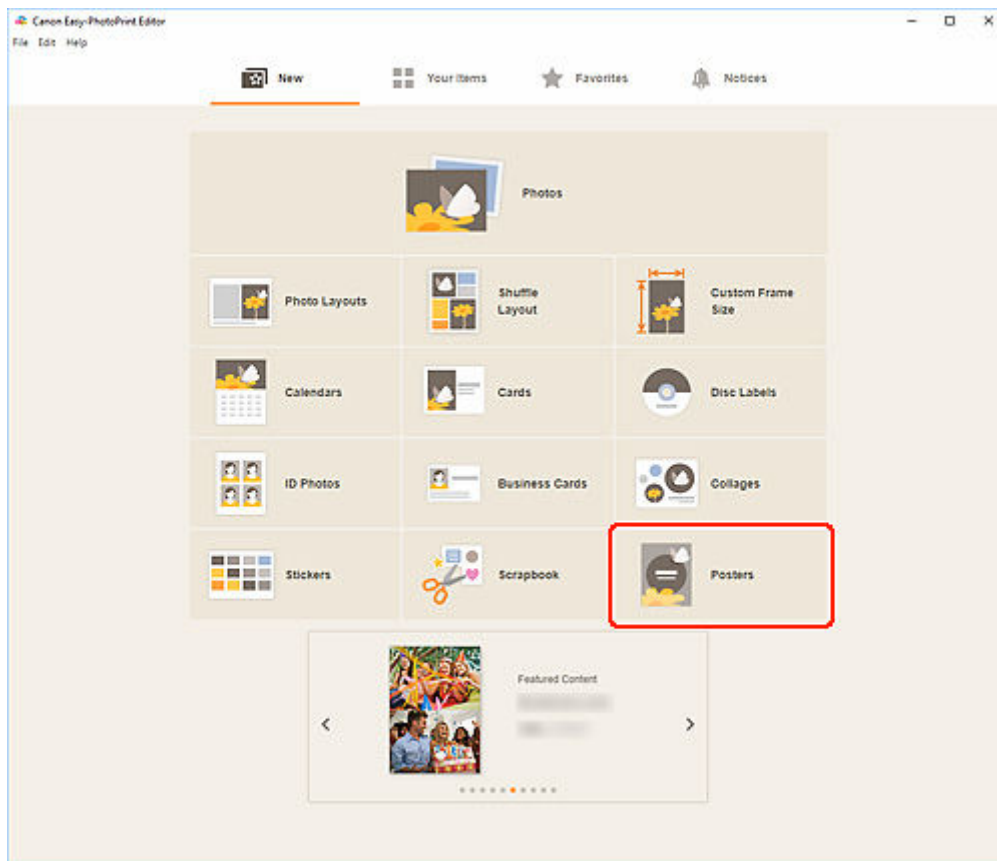 Canon Easy-PhotoPrint Editor
File Edit Help
New
Your Items
Favorites
Notices
Photos
Photo Layouts
Shuffle
Layout
Custom Frame
Size
Calendars
Cards
Disc Labels
ID Photos
Business Cards
Collages
Stickers
Scrapbook
Posters
Featured Content